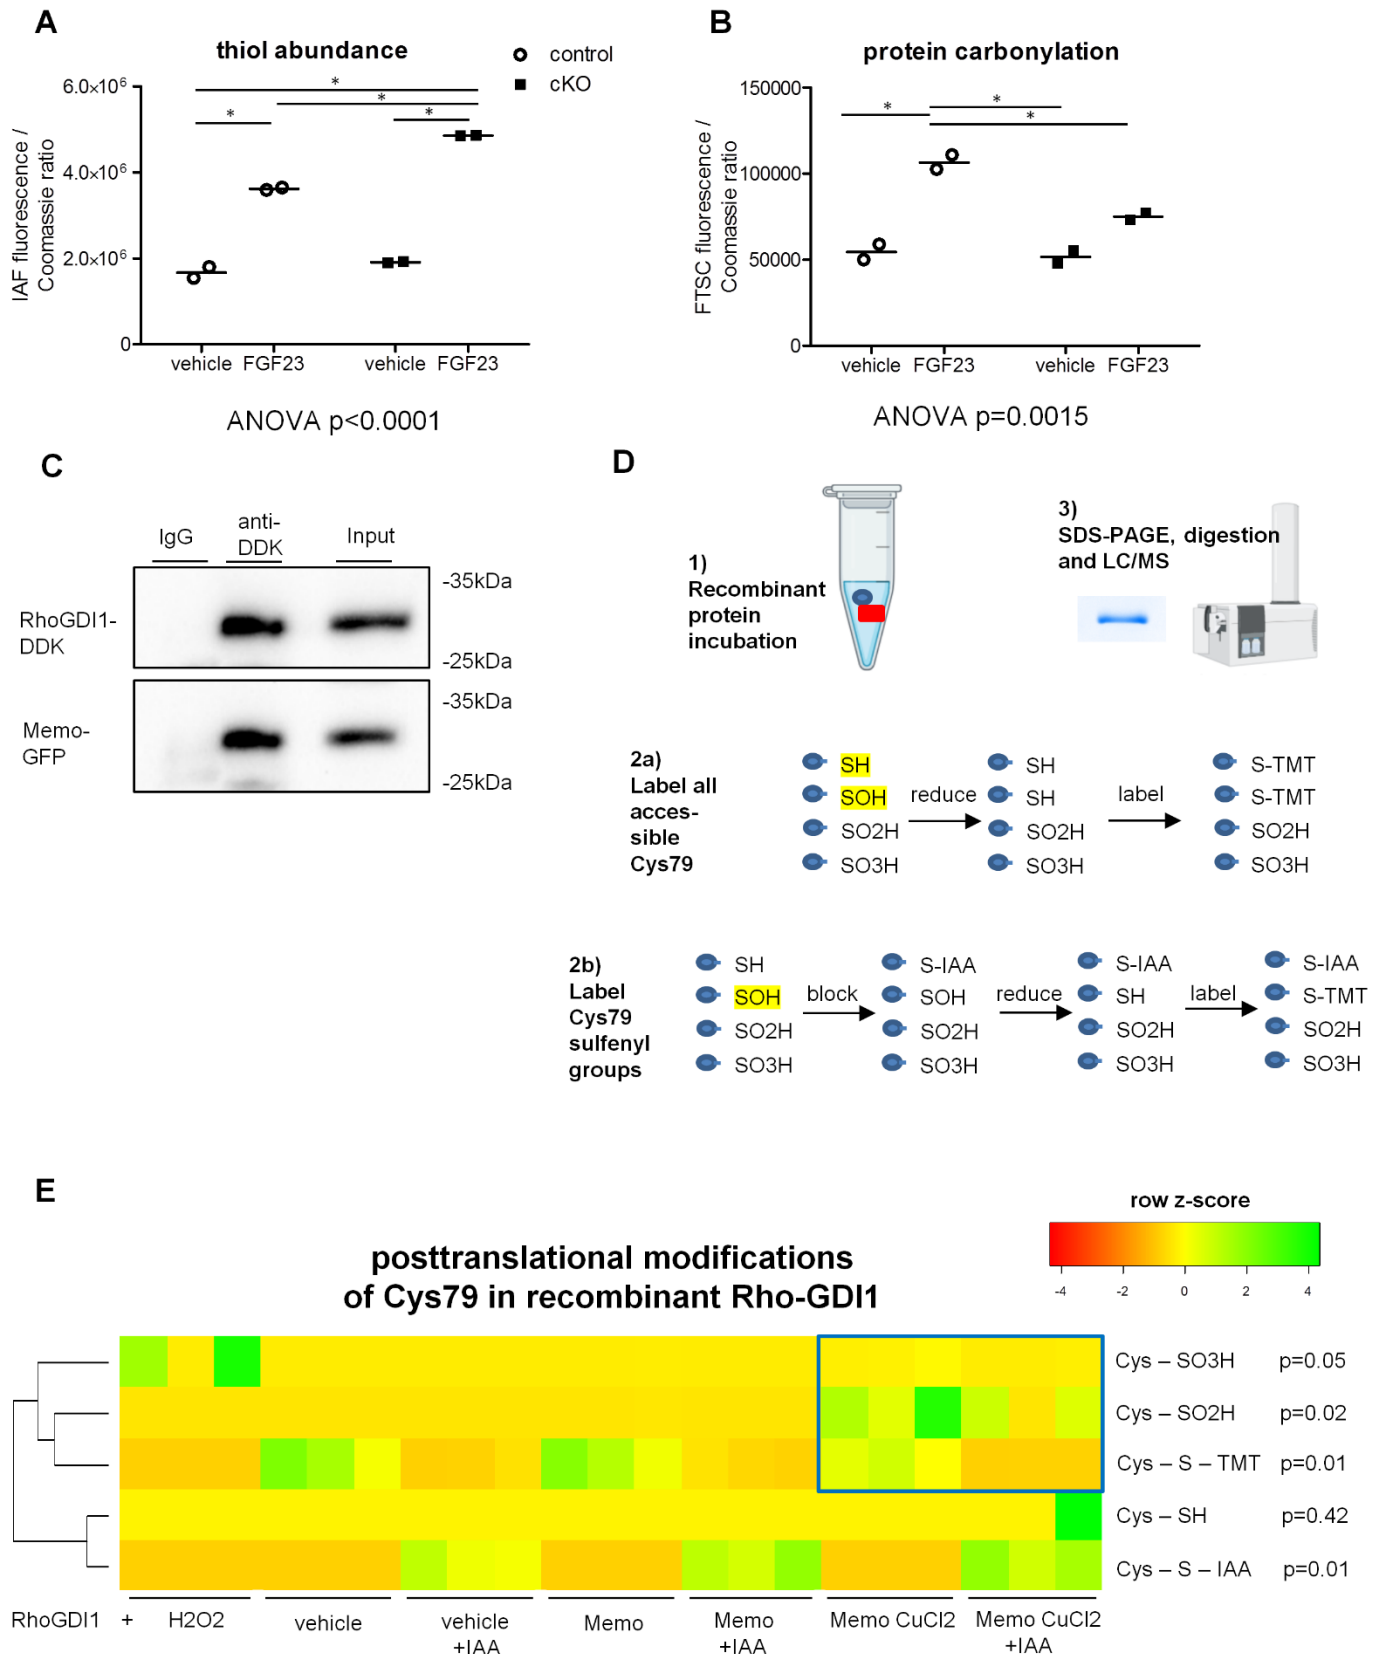 A
thiol abundance
control
cKO
IAF fluorescence /
Coomassie ratio
6.0x10⁶
4.0x10⁶
2.0x10⁶
0
*
*
*
*
vehicle FGF23
vehicle FGF23
ANOVA p<0.0001
B
protein carbonylation
FTSC fluorescence /
Coomassie ratio
150000
100000
50000
0
*
*
*
vehicle FGF23
vehicle FGF23
ANOVA p=0.0015
C
IgG
anti-
DDK
Input
RhoGDI1-
DDK
-35kDa
-25kDa
Memo-
GFP
-35kDa
-25kDa
D
1)
Recombinant
protein
incubation
3)
SDS-PAGE, digestion
and LC/MS
2a)
Label all
acces-
sible
Cys79
SH
SOH
SO2H
SO3H
reduce
SH
SH
SO2H
SO3H
label
S-TMT
S-TMT
SO2H
SO3H
2b)
Label
Cys79
sulfenyl
groups
SH
SOH
SO2H
SO3H
block
S-IAA
SOH
SO2H
SO3H
reduce
S-IAA
SH
SO2H
SO3H
label
S-IAA
S-TMT
SO2H
SO3H
E
row z-score
-4 -2 0 2 4
posttranslational modifications
of Cys79 in recombinant Rho-GDI1
Cys – SO3H p=0.05
Cys – SO2H p=0.02
Cys – S – TMT p=0.01
Cys – SH p=0.42
Cys – S – IAA p=0.01
RhoGDI1 +
H2O2
vehicle
vehicle
+IAA
Memo
Memo
+IAA
Memo CuCl2
Memo CuCl2
+IAA